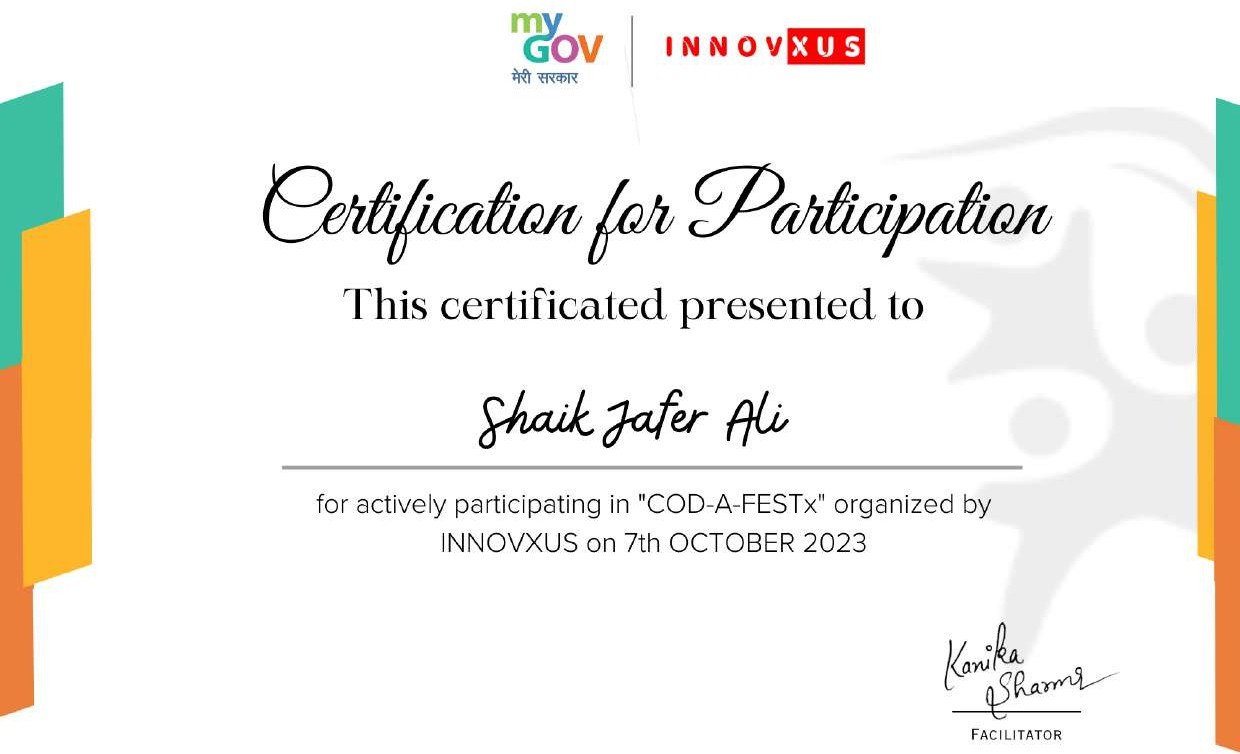 my
GOV
मेरी सरकार
INNOVXUS
Certification for Participation
This certificated presented to
Shaik Jafer Ali
for actively participating in "COD-A-FESTx" organized by
INNOVXUS on 7th OCTOBER 2023
Kanika
Sharma
FACILITATOR